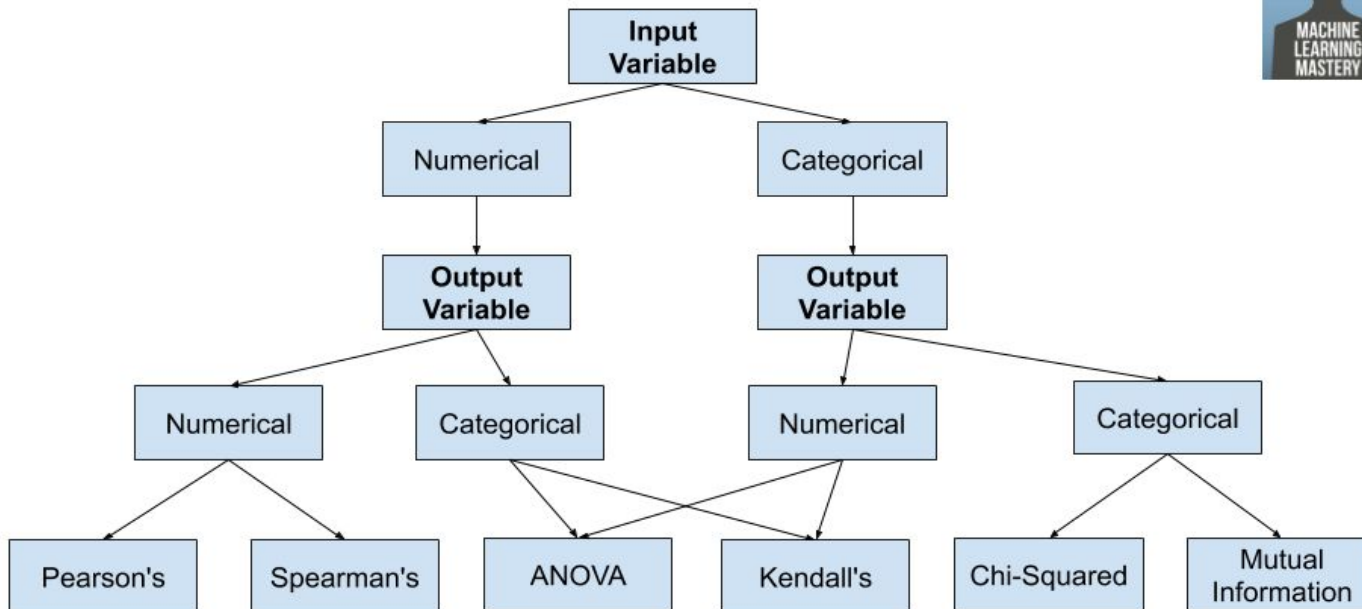 MACHINE
LEARNING
MASTERY
Input
Variable
Numerical
Categorical
Output
Variable
Output
Variable
Numerical
Categorical
Numerical
Categorical
Pearson's
Spearman's
ANOVA
Kendall's
Chi-Squared
Mutual
Information